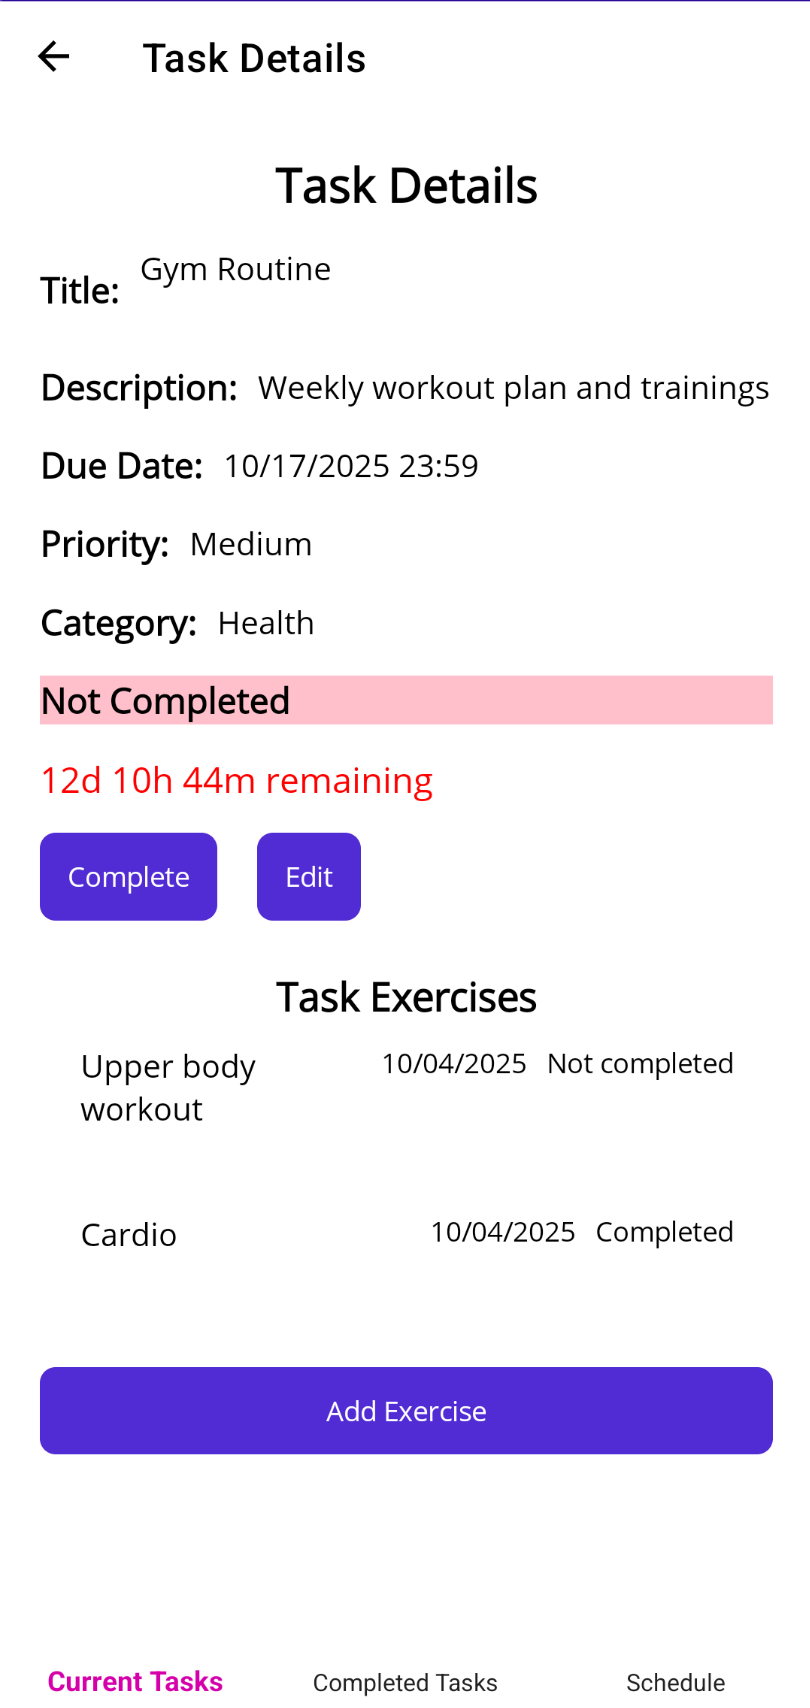 Task Details
Task Details
Title: Gym Routine
Description: Weekly workout plan and trainings
Due Date: 10/17/2025 23:59
Priority: Medium
Category: Health
Not Completed
12d 10h 44m remaining
Complete Edit
Task Exercises
Upper body 10/04/2025 Not completed
workout
Cardio 10/04/2025 Completed
Add Exercise
Current Tasks Completed Tasks Schedule